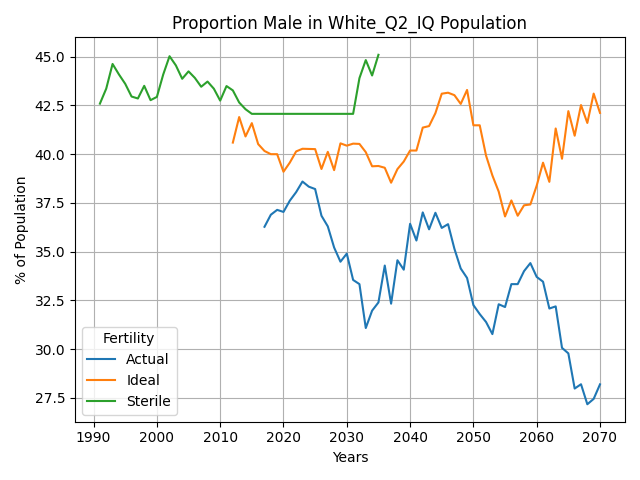 Proportion Male in White_Q2_IQ Population
45.0
42.5
40.0
37.5
35.0
32.5
30.0
27.5
% of Population
Fertility
Actual
Ideal
Sterile
1990 2000 2010 2020 2030 2040 2050 2060 2070
Years